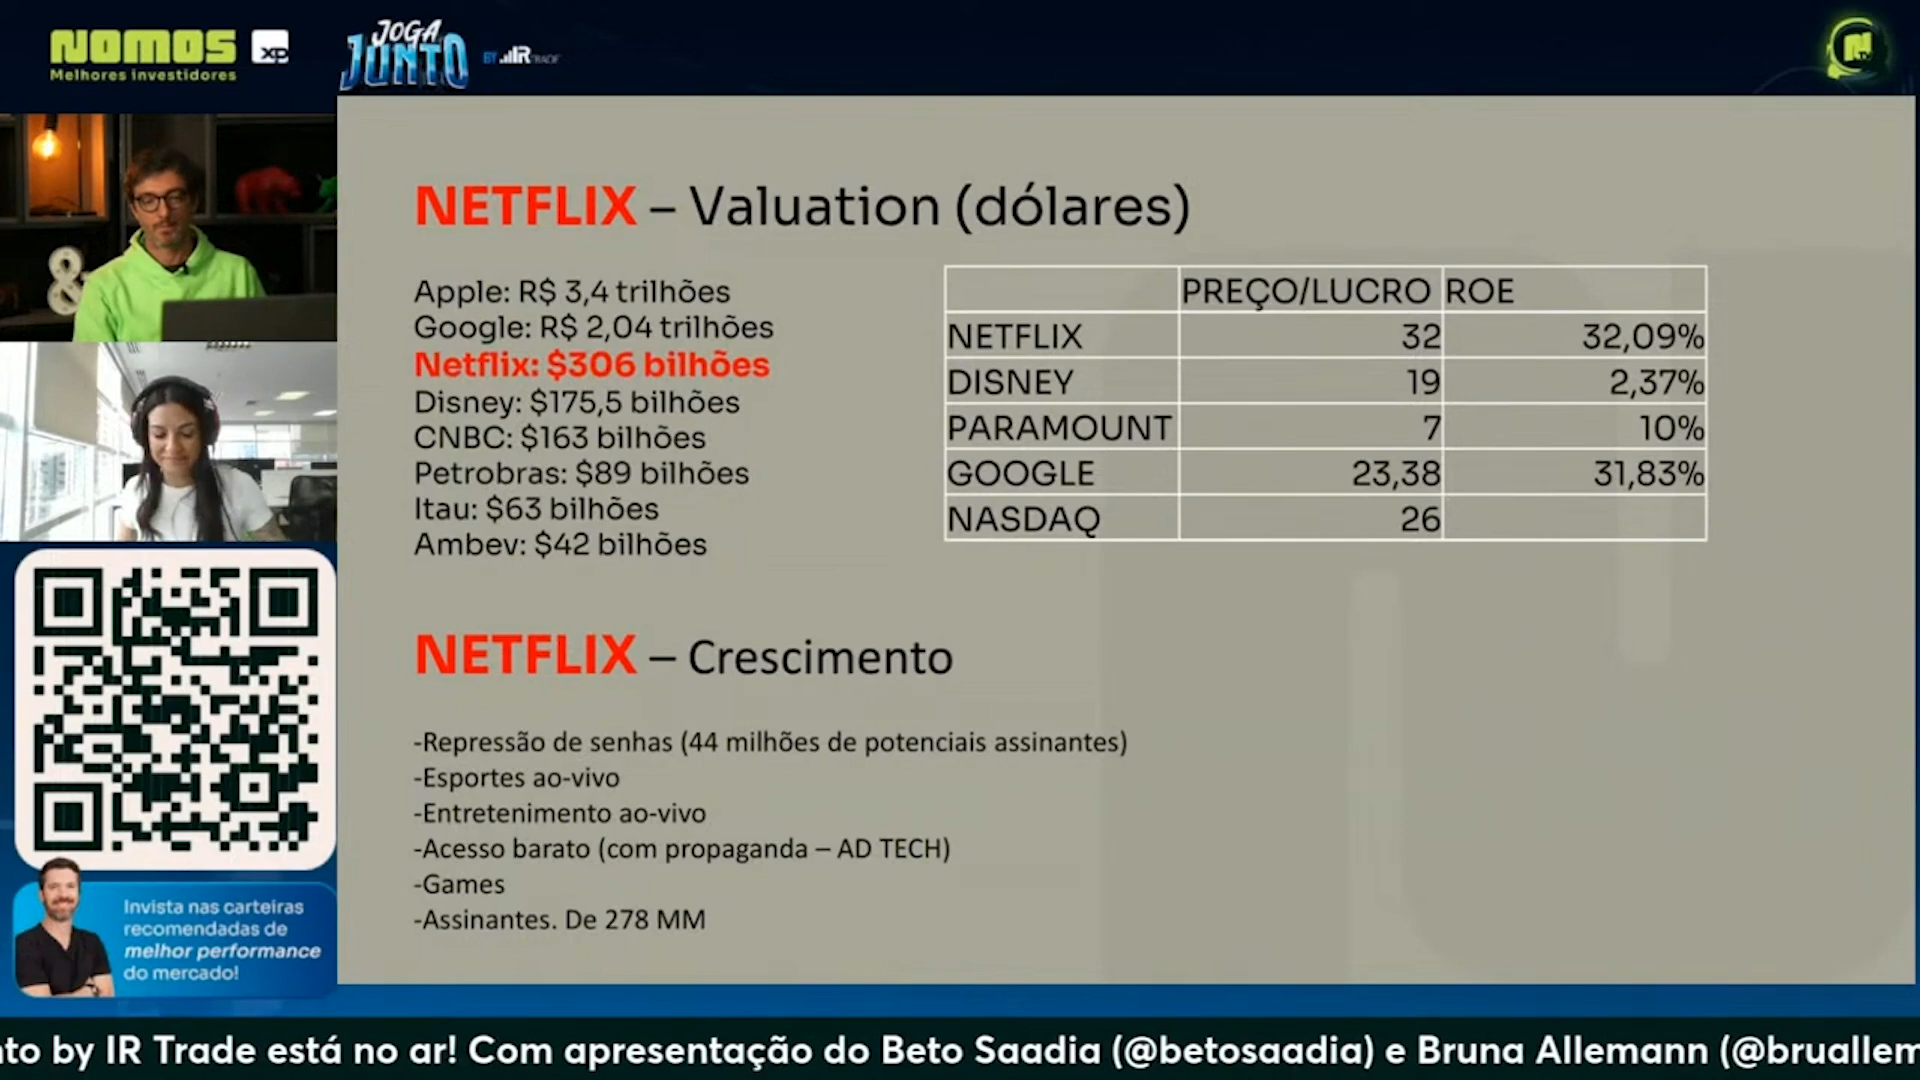 NOMOS
xp
Melhores investidores
JOGA
JUNTO
BY IR TRADE
NETFLIX – Valuation (dólares)
Apple: R$ 3,4 trilhões
Google: R$ 2,04 trilhões
Netflix: $306 bilhões
Disney: $175,5 bilhões
CNBC: $163 bilhões
Petrobras: $89 bilhões
Itau: $63 bilhões
Ambev: $42 bilhões
PREÇO/LUCRO ROE
NETFLIX 32 32,09%
DISNEY 19 2,37%
PARAMOUNT 7 10%
GOOGLE 23,38 31,83%
NASDAQ 26
NETFLIX – Crescimento
-Repressão de senhas (44 milhões de potenciais assinantes)
-Esportes ao-vivo
-Entretenimento ao-vivo
-Acesso barato (com propaganda – AD TECH)
-Games
-Assinantes. De 278 MM
&
Invista nas carteiras
recomendadas de
melhor performance
do mercado!
nto by IR Trade está no ar! Com apresentação do Beto Saadia (@betosaadia) e Bruna Allemann (@bruallem